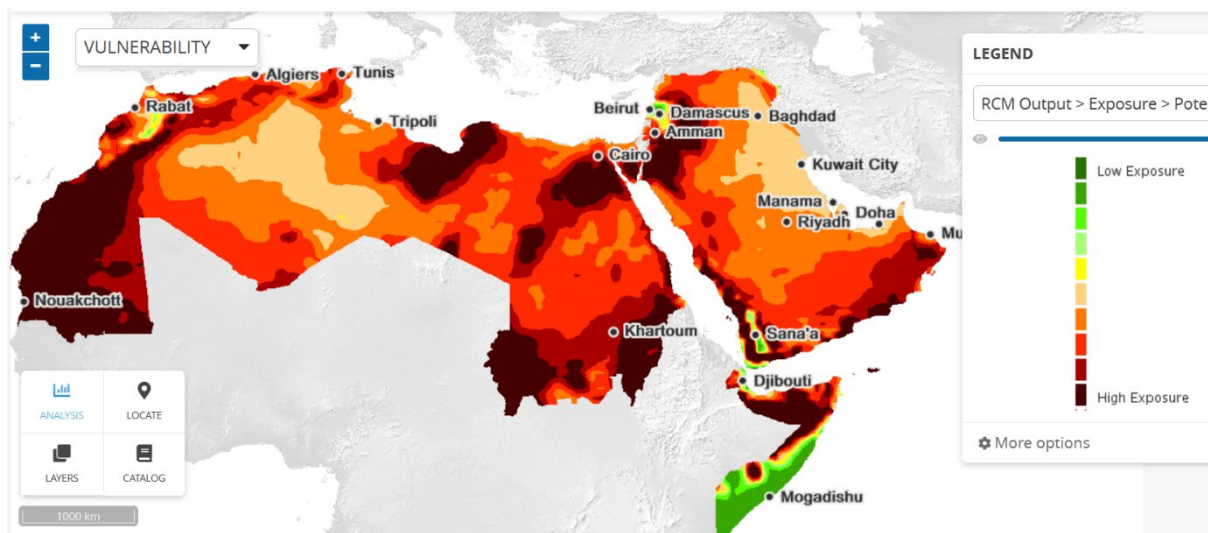 +
−
VULNERABILITY
Algiers
Tunis
Rabat
Tripoli
Beirut
Damascus
Baghdad
Amman
Cairo
Kuwait City
Manama
Doha
Riyadh
Mu
Nouakchott
Khartoum
Sana'a
Djibouti
Mogadishu
ANALYSIS
LOCATE
LAYERS
CATALOG
1000 km
LEGEND
RCM Output > Exposure > Pote
Low Exposure
High Exposure
More options